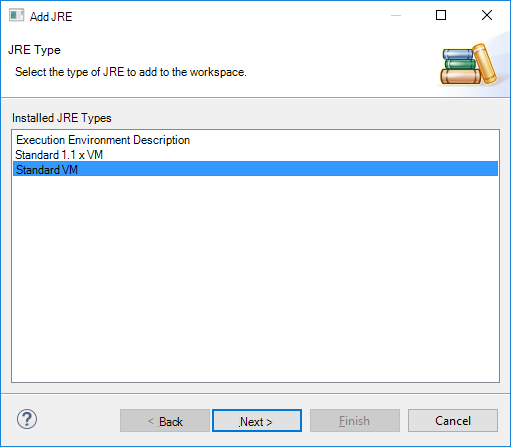 Add JRE
JRE Type
Select the type of JRE to add to the workspace.
Installed JRE Types
Execution Environment Description
Standard 1.1.x VM
Standard VM
?
< Back
Next >
Finish
Cancel